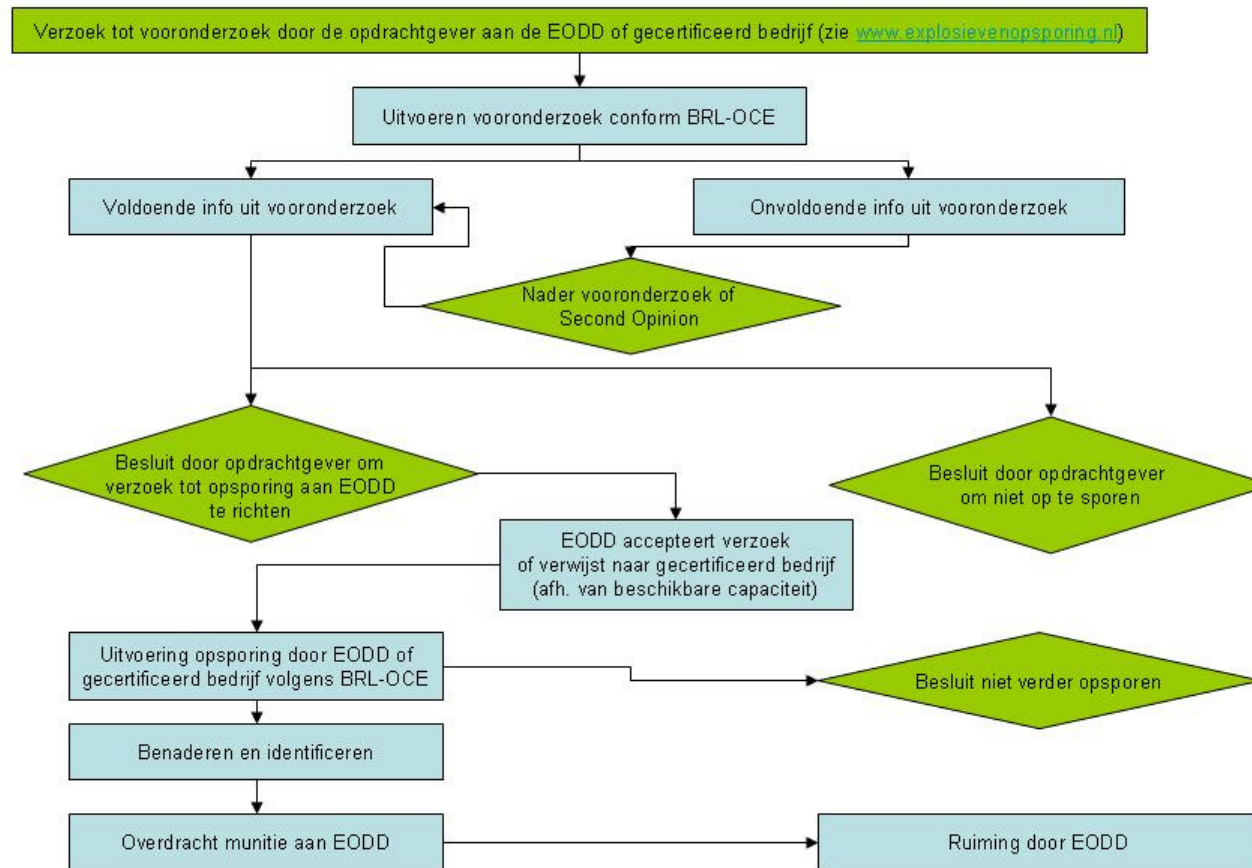 Verzoek tot vooronderzoek door de opdrachtgever aan de EODD of gecertificeerd bedrijf (zie www.explosievenopsporing.nl)
Uitvoeren vooronderzoek conform BRL-OCE
Voldoende info uit vooronderzoek
Onvoldoende info uit vooronderzoek
Nader vooronderzoek of
Second Opinion
Besluit door opdrachtgever om
verzoek tot opsporing aan EODD
te richten
Besluit door opdrachtgever
om niet op te sporen
EODD accepteert verzoek
of verwijst naar gecertificeerd bedrijf
(afh. van beschikbare capaciteit)
Uitvoering opsporing door EODD of
gecertificeerd bedrijf volgens BRL-OCE
Besluit niet verder opsporen
Benaderen en identificeren
Overdracht munitie aan EODD
Ruiming door EODD